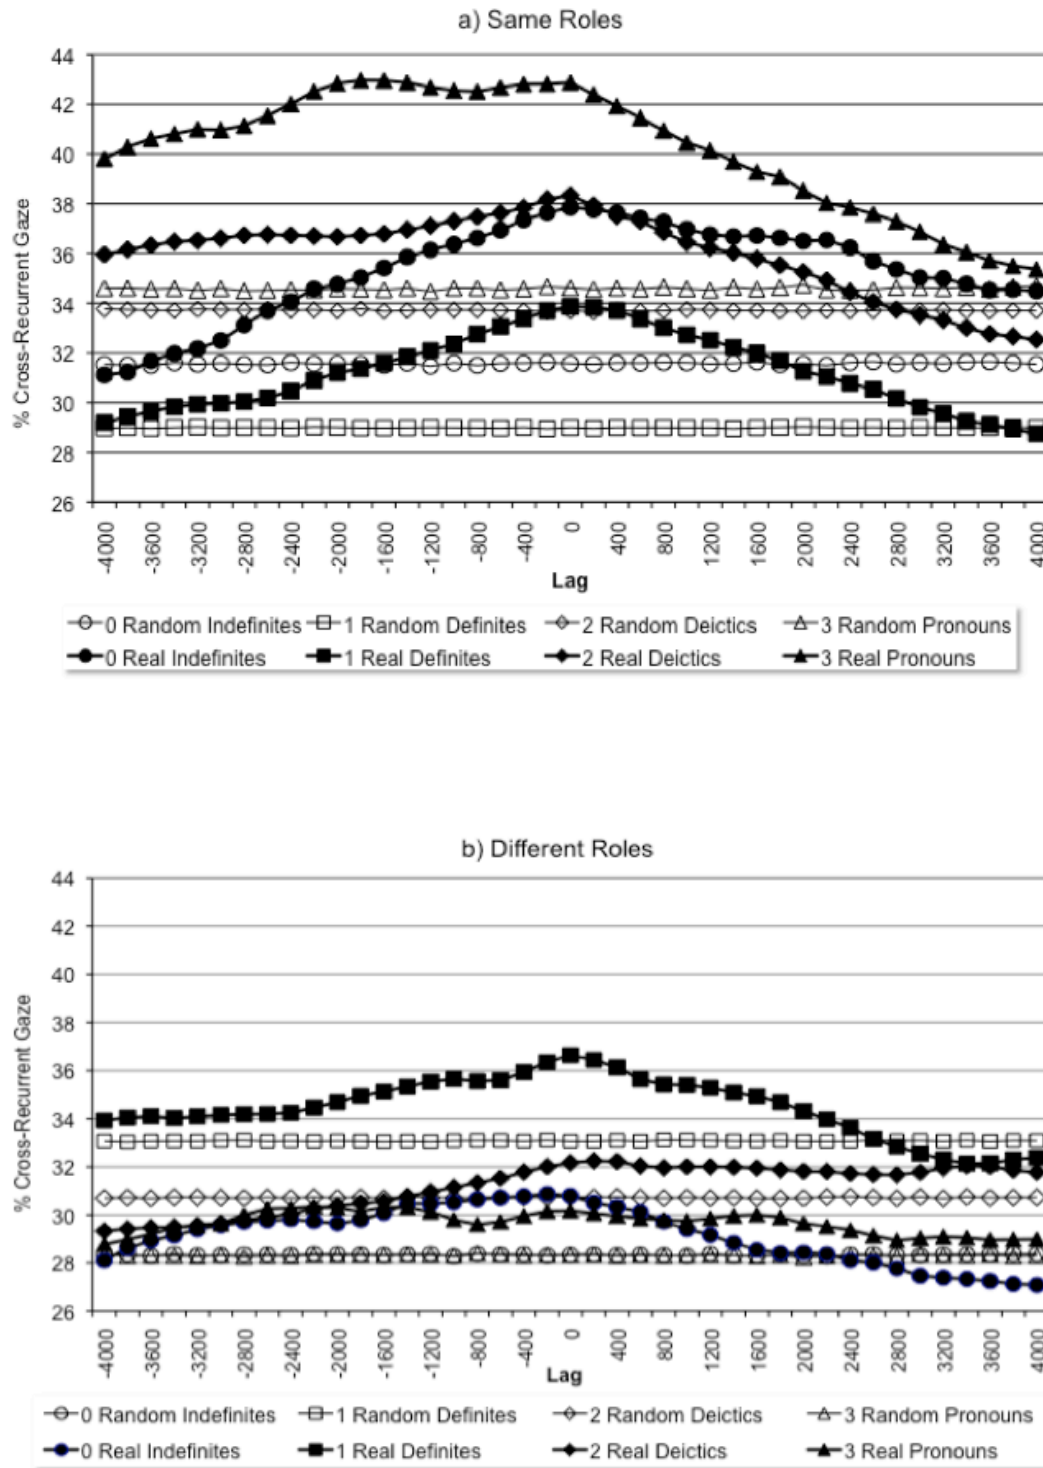 a) Same Roles
44
42
40
38
36
34
32
30
28
26
% Cross-Recurrent Gaze
-4000 -3600 -3200 -2800 -2400 -2000 -1600 -1200 -800 -400 0 400 800 1200 1600 2000 2400 2800 3200 3600 4000
Lag
0 Random Indefinites 1 Random Definites 2 Random Deictics 3 Random Pronouns
0 Real Indefinites 1 Real Definites 2 Real Deictics 3 Real Pronouns
b) Different Roles
44
42
40
38
36
34
32
30
28
26
% Cross-Recurrent Gaze
-4000 -3600 -3200 -2800 -2400 -2000 -1600 -1200 -800 -400 0 400 800 1200 1600 2000 2400 2800 3200 3600 4000
Lag
0 Random Indefinites 1 Random Definites 2 Random Deictics 3 Random Pronouns
0 Real Indefinites 1 Real Definites 2 Real Deictics 3 Real Pronouns